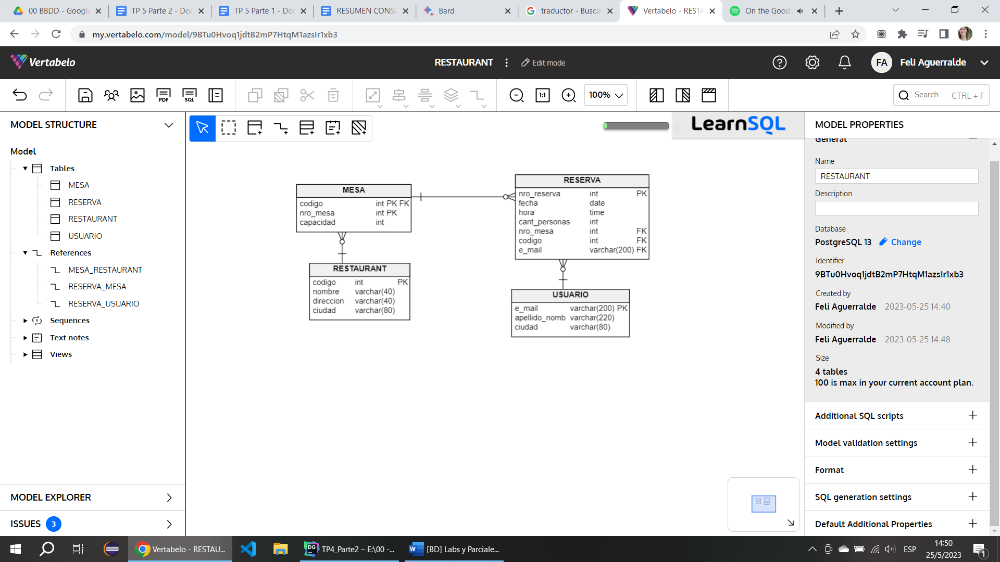 00 BBDD - Google
TP 5 Parte 2 - Doc
TP 5 Parte 1 - Doc
RESUMEN CONSU
Bard
traductor - Busca
Vertabelo - RESTA
On the Good
my.vertabelo.com/model/9BTu0Hvoq1jdtB2mP7HtqM1azsIr1xb3
Vertabelo
RESTAURANT
Edit mode
FA
Feli Aguerralde
PDF
SQL
1:1
100%
Search
CTRL + F
MODEL STRUCTURE
Model
Tables
MESA
RESERVA
RESTAURANT
USUARIO
References
MESA_RESTAURANT
RESERVA_MESA
RESERVA_USUARIO
Sequences
Text notes
Views
MODEL EXPLORER
ISSUES 3
LearnSQL
MESA
codigo int PK FK
nro_mesa int PK
capacidad int
RESERVA
nro_reserva int PK
fecha date
hora time
cant_personas int
nro_mesa int FK
codigo int FK
e_mail varchar(200) FK
RESTAURANT
codigo int PK
nombre varchar(40)
direccion varchar(40)
ciudad varchar(80)
USUARIO
e_mail varchar(200) PK
apellido_nomb varchar(220)
ciudad varchar(80)
MODEL PROPERTIES
General
Name
RESTAURANT
Description
Database
PostgreSQL 13 Change
Identifier
9BTu0Hvoq1jdtB2mP7HtqM1azsIr1xb3
Created by
Feli Aguerralde 2023-05-25 14:40
Modified by
Feli Aguerralde 2023-05-25 14:48
Size
4 tables
100 is max in your current account plan.
Additional SQL scripts
Model validation settings
Format
SQL generation settings
Default Additional Properties
Vertabelo - RESTAU...
DG
TP4_Parte2 – E:\00 -...
[BD] Labs y Parciale...
ESP
14:50
25/5/2023
1